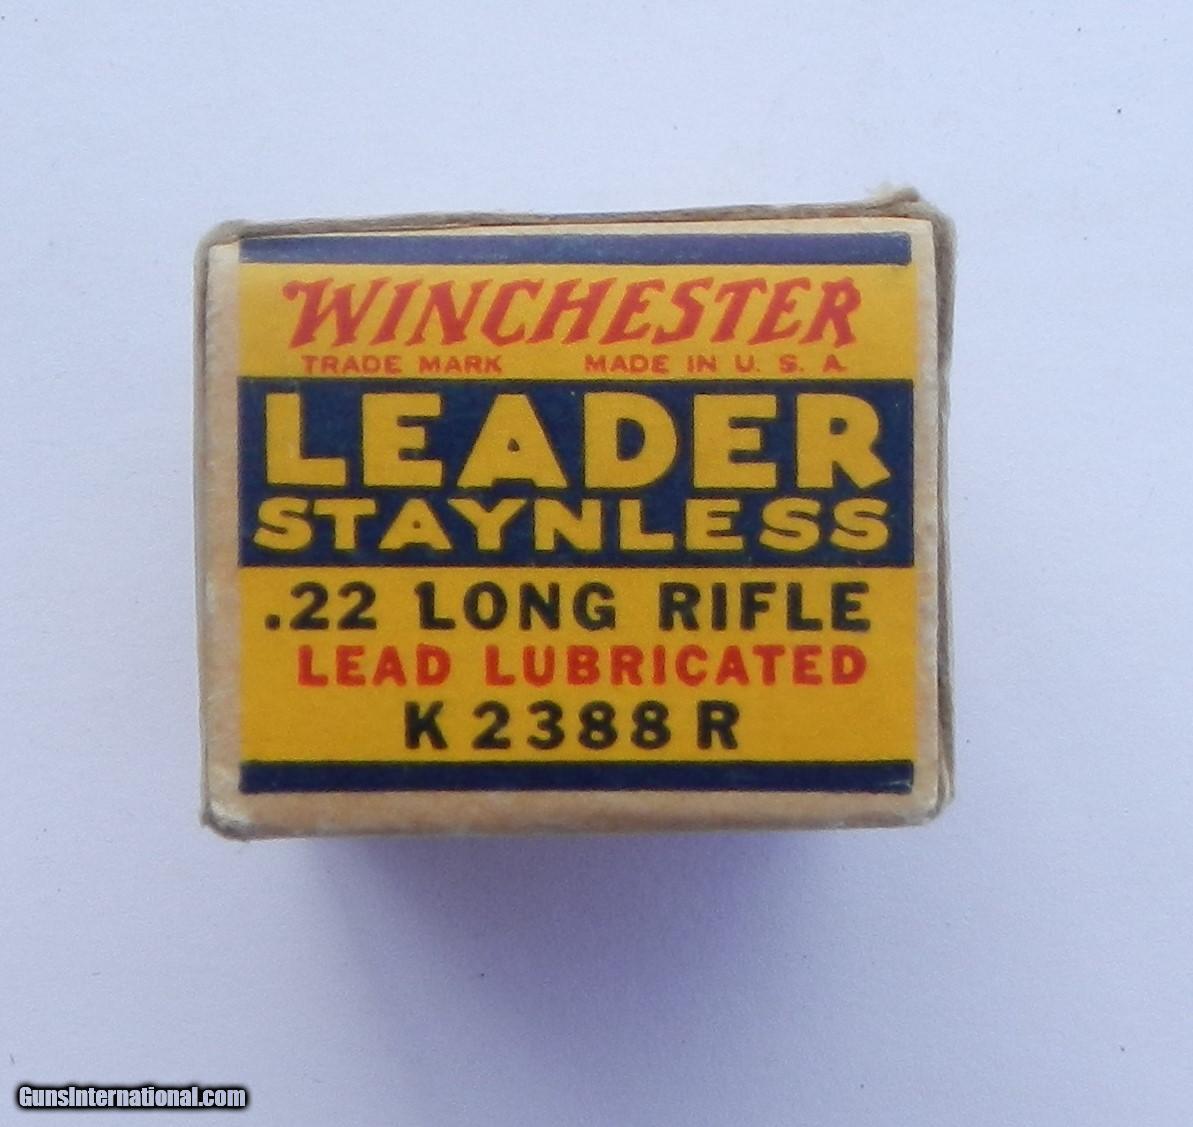 WINCHESTER
TRADE MARK MADE IN U. S. A.
LEADER
STAYNLESS
.22 LONG RIFLE
LEAD LUBRICATED
K 2388 R
GunsInternational.com